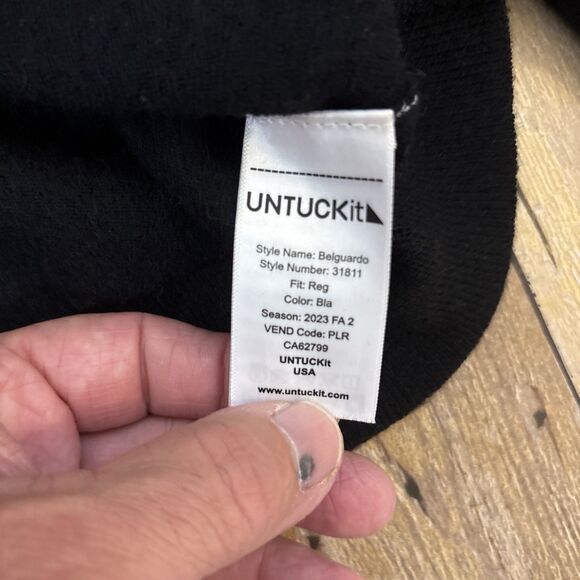 UNTUCKit
Style Name: Belguardo
Style Number: 31811
Fit: Reg
Color: Bla
Season: 2023 FA 2
VEND Code: PLR
CA62799
UNTUCKIt
USA
www.untuckit.com